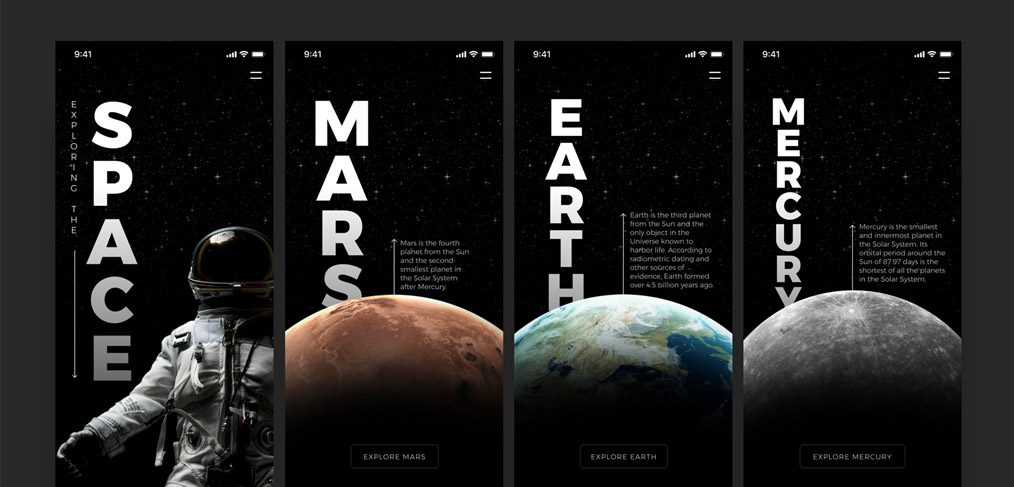 9:41
EXPLORING THE
SPACE
9:41
MARS
Mars is the fourth
planet from the Sun
and the second-
smallest planet in
the Solar System
after Mercury.
EXPLORE MARS
9:41
EARTH
Earth is the third planet
from the Sun and the
only object in the
Universe known to
harbor life. According to
radiometric dating and
other sources of
evidence, Earth formed
over 4.5 billion years ago.
EXPLORE EARTH
9:41
MERCURY
Mercury is the smallest
and innermost planet in
the Solar System. Its
orbital period around the
Sun of 87.97 days is the
shortest of all the planets
in the Solar System.
EXPLORE MERCURY